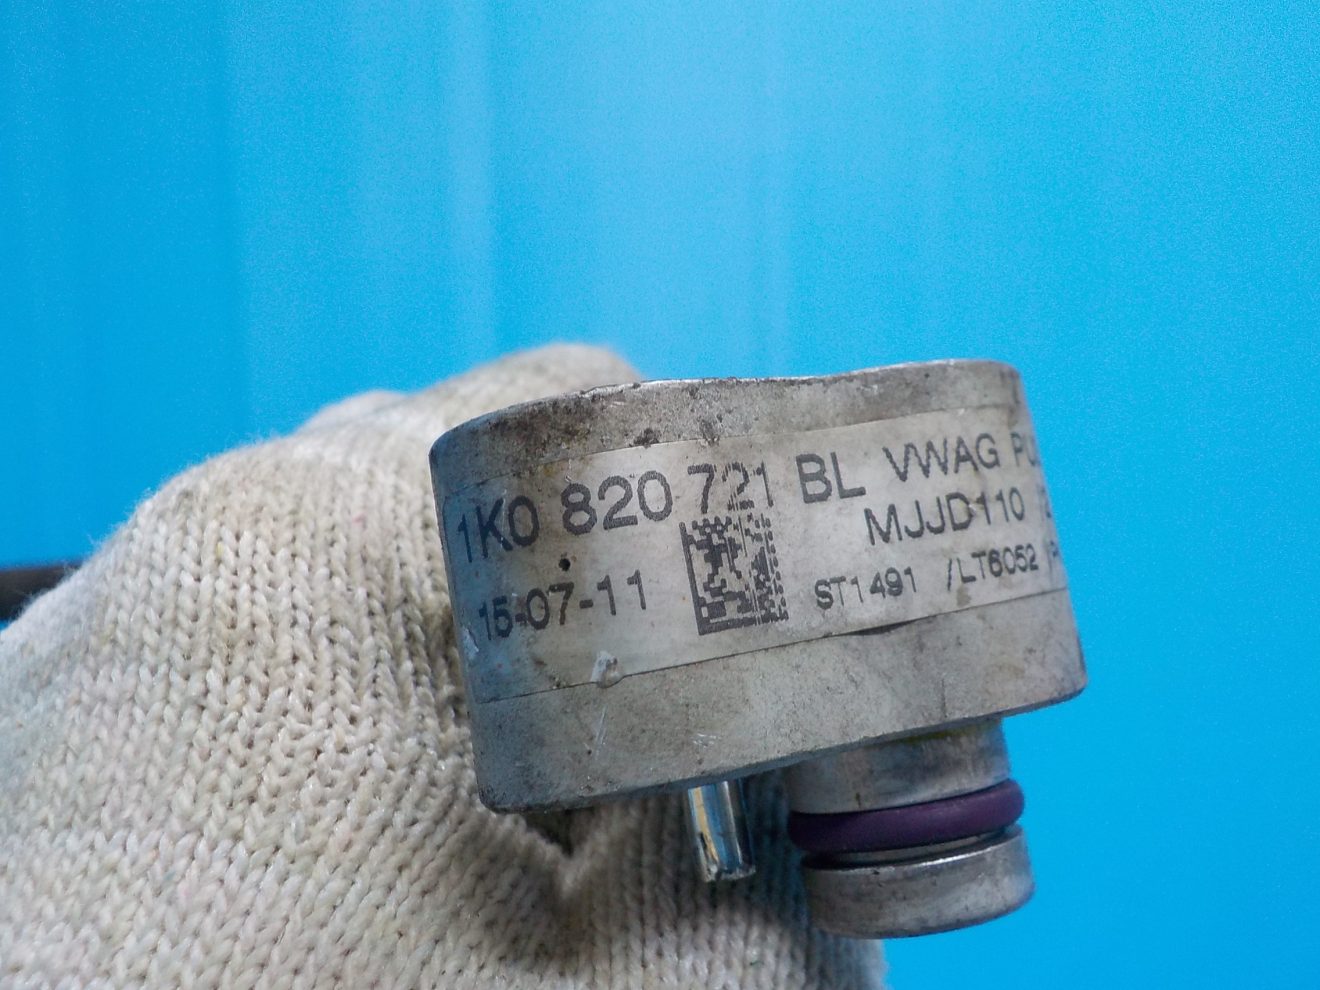 1K0 820 721 BL VWAG
MJJD110
15-07-11
ST1491 /LT6052